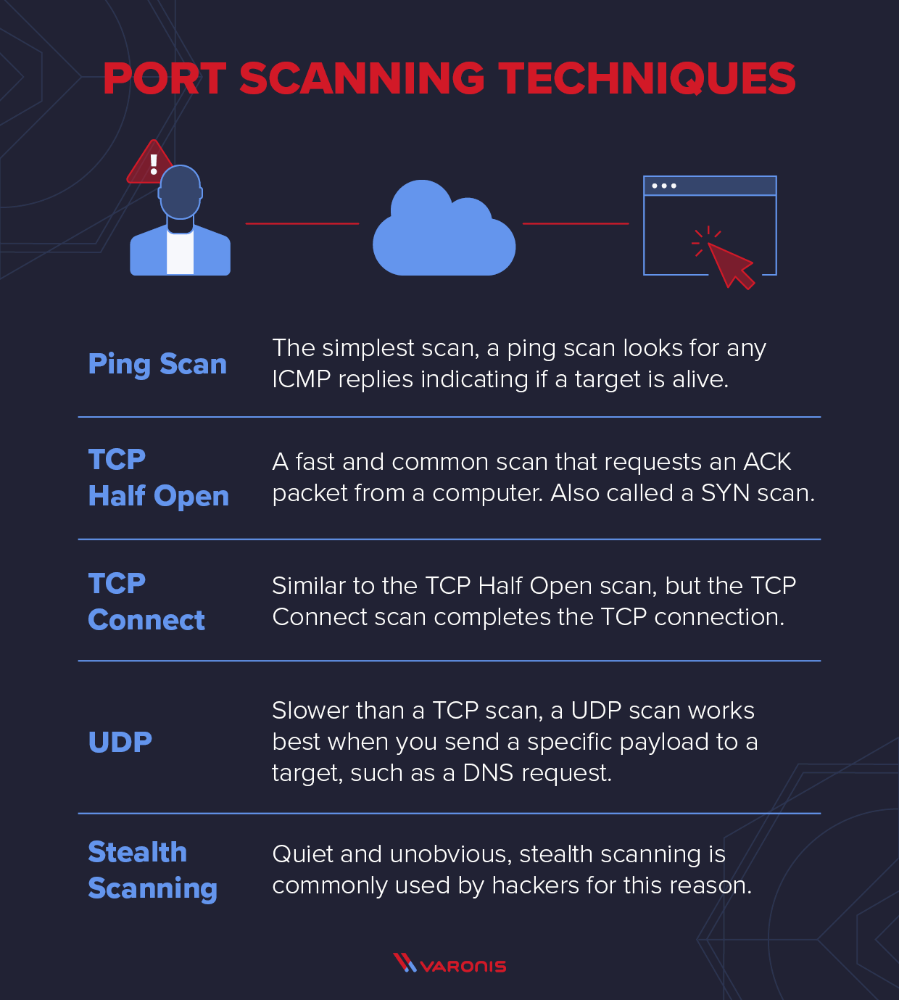 PORT SCANNING TECHNIQUES
!
Ping Scan
The simplest scan, a ping scan looks for any
ICMP replies indicating if a target is alive.
TCP
Half Open
A fast and common scan that requests an ACK
packet from a computer. Also called a SYN scan.
TCP
Connect
Similar to the TCP Half Open scan, but the TCP
Connect scan completes the TCP connection.
UDP
Slower than a TCP scan, a UDP scan works
best when you send a specific payload to a
target, such as a DNS request.
Stealth
Scanning
Quiet and unobvious, stealth scanning is
commonly used by hackers for this reason.
VARONIS